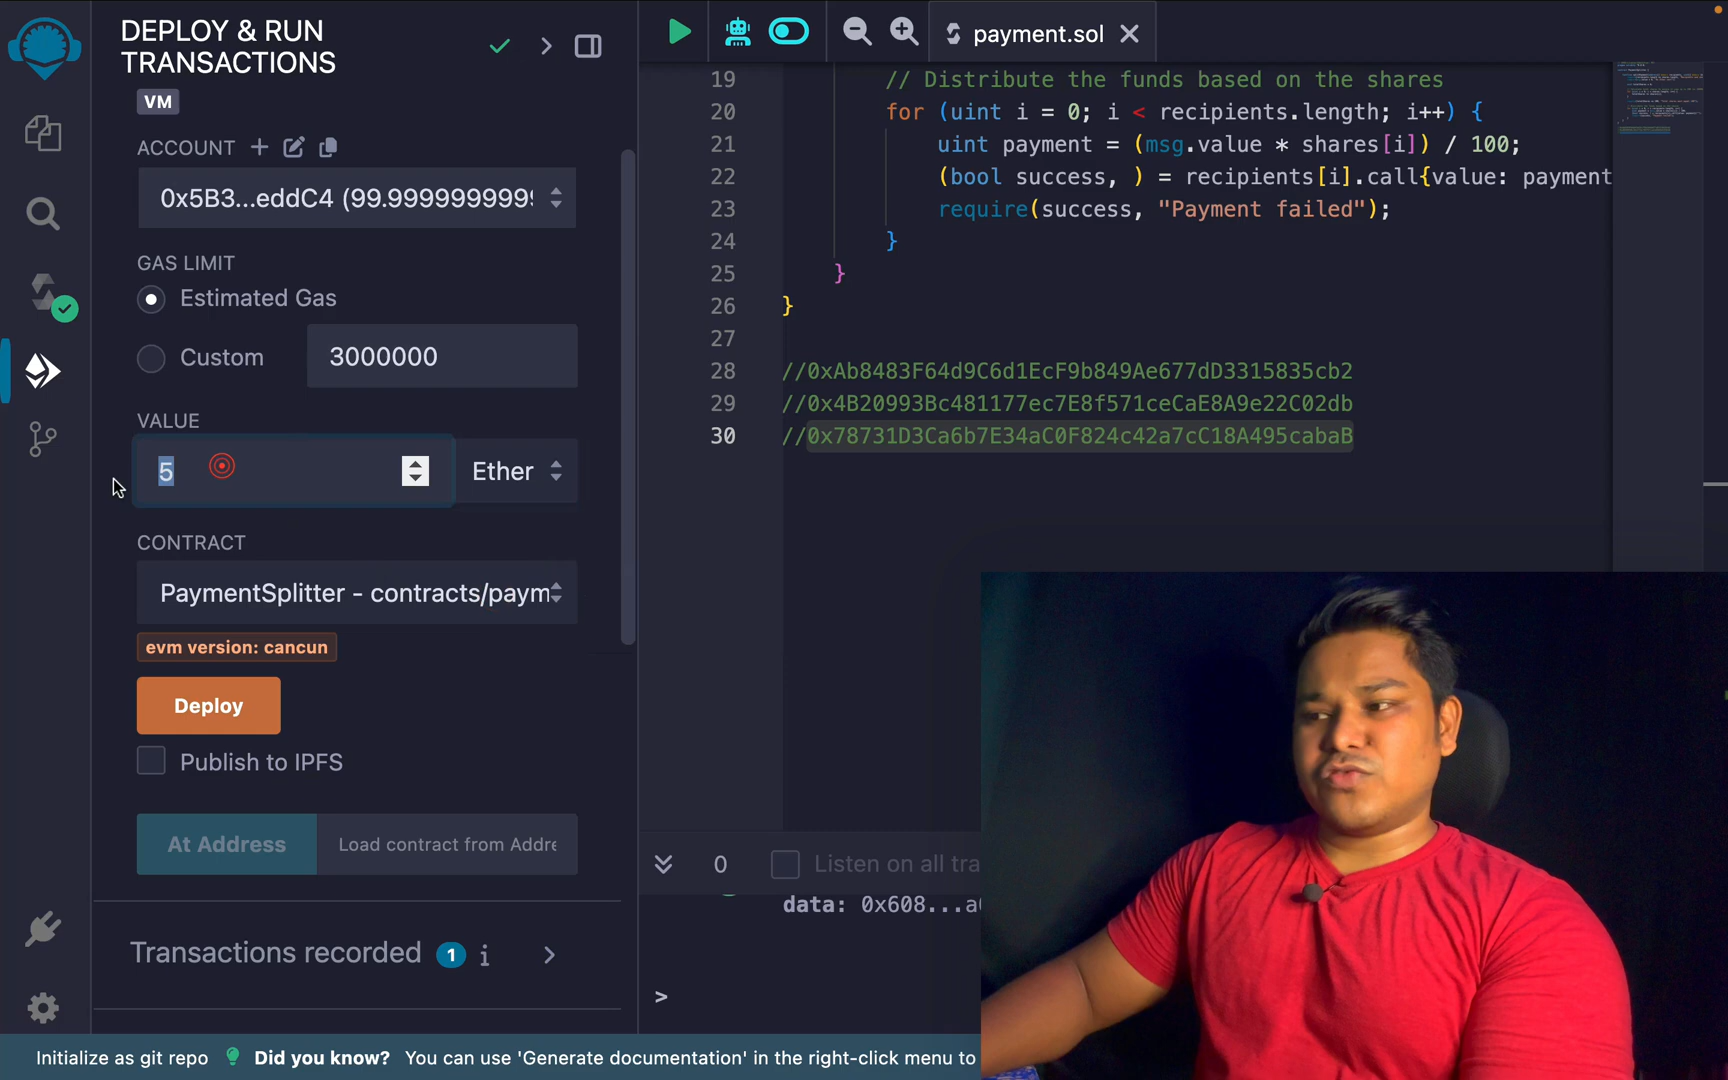 DEPLOY & RUN
TRANSACTIONS
VM
ACCOUNT
0x5B3...eddC4 (99.9999999999
GAS LIMIT
Estimated Gas
Custom
3000000
VALUE
5
Ether
CONTRACT
PaymentSplitter - contracts/paym
evm version: cancun
Deploy
Publish to IPFS
At Address
Load contract from Addre
Transactions recorded 1 i
payment.sol
19 // Distribute the funds based on the shares
20 for (uint i = 0; i < recipients.length; i++) {
21 uint payment = (msg.value * shares[i]) / 100;
22 (bool success, ) = recipients[i].call{value: payment
23 require(success, "Payment failed");
24 }
25 }
26 }
27
28 //0xAb8483F64d9C6d1EcF9b849Ae677dD3315835cb2
29 //0x4B20993Bc481177ec7E8f571ceCaE8A9e22C02db
30 //0x78731D3Ca6b7E34aC0F824c42a7cC18A495cabaB
0
Listen on all tra
data: 0x608...a
>
Initialize as git repo
Did you know? You can use 'Generate documentation' in the right-click menu to